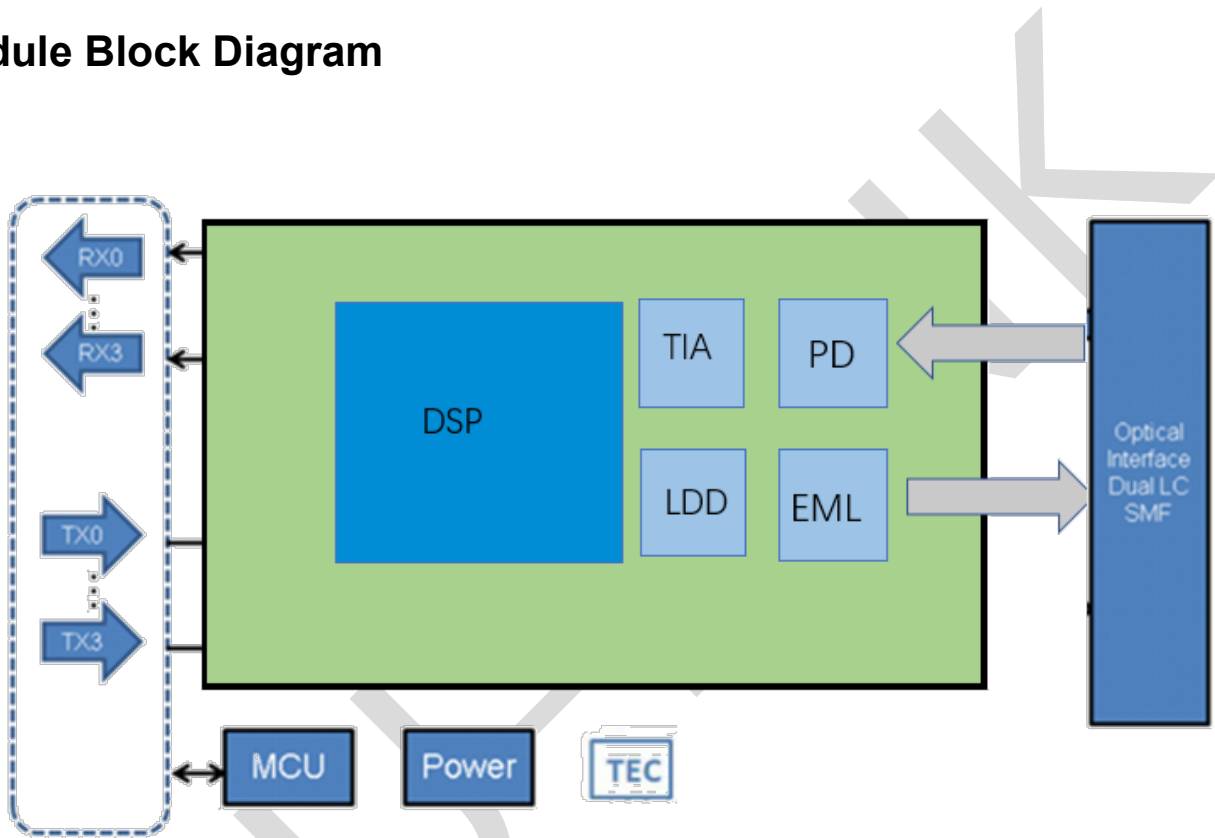 dule Block Diagram
RX0
RX3
TX0
TX3
DSP
TIA
PD
LDD
EML
Optical
Interface
Dual LC
SMF
MCU
Power
TEC